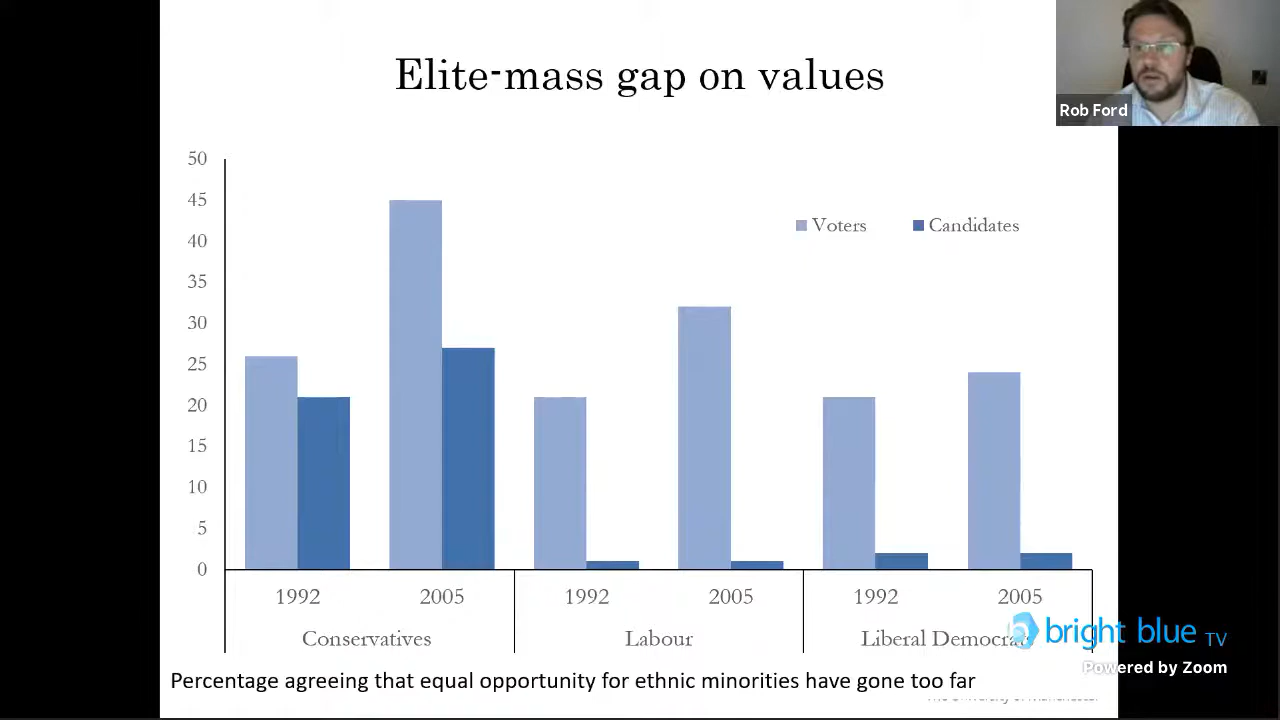 Elite-mass gap on values
Rob Ford
50
45
40
35
30
25
20
15
10
5
0
Voters
Candidates
1992
2005
1992
2005
1992
2005
Conservatives
Labour
Liberal
bright blue TV
Powered by Zoom
Percentage agreeing that equal opportunity for ethnic minorities have gone too far